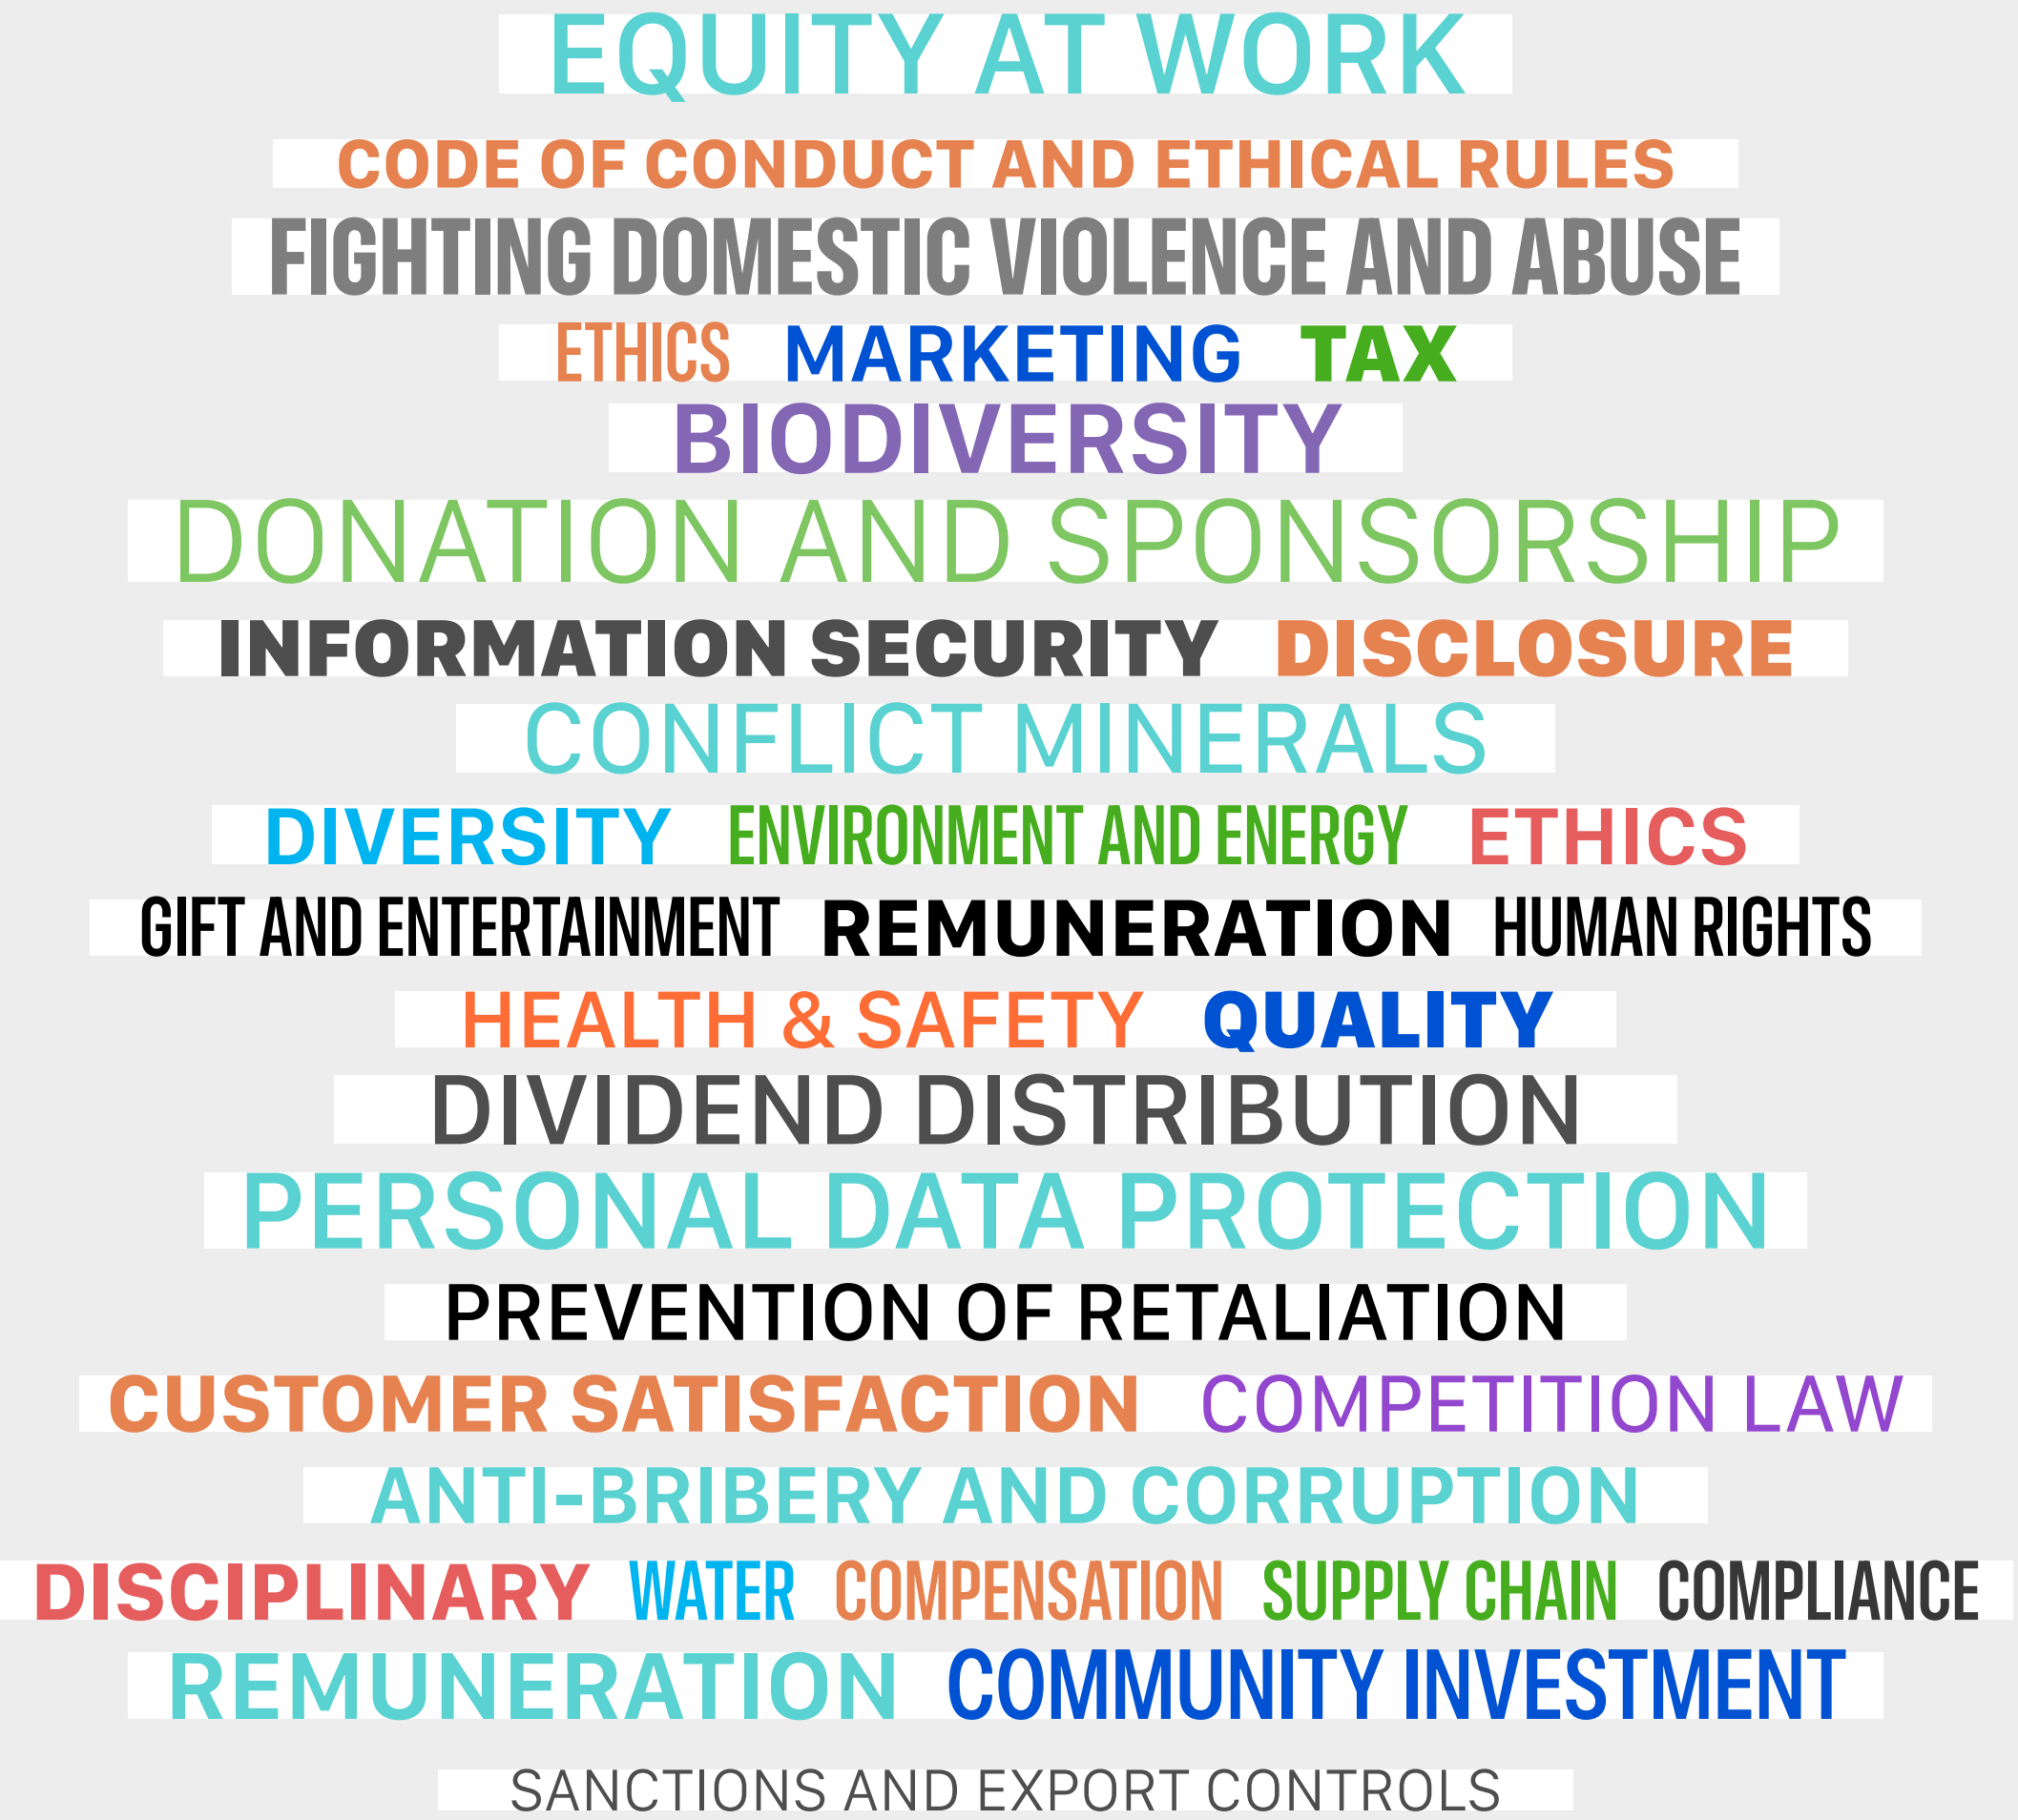 EQUITY AT WORK
CODE OF CONDUCT AND ETHICAL RULES
FIGHTING DOMESTIC VIOLENCE AND ABUSE
ETHICS MARKETING TAX
BIODIVERSITY
DONATION AND SPONSORSHIP
INFORMATION SECURITY DISCLOSURE
CONFLICT MINERALS
DIVERSITY ENVIRONMENT AND ENERGY ETHICS
GIFT AND ENTERTAINMENT REMUNERATION HUMAN RIGHTS
HEALTH & SAFETY QUALITY
DIVIDEND DISTRIBUTION
PERSONAL DATA PROTECTION
PREVENTION OF RETALIATION
CUSTOMER SATISFACTION COMPETITION LAW
ANTI-BRIBERY AND CORRUPTION
DISCIPLINARY WATER COMPENSATION SUPPLY CHAIN COMPLIANCE
REMUNERATION COMMUNITY INVESTMENT
SANCTIONS AND EXPORT CONTROLS